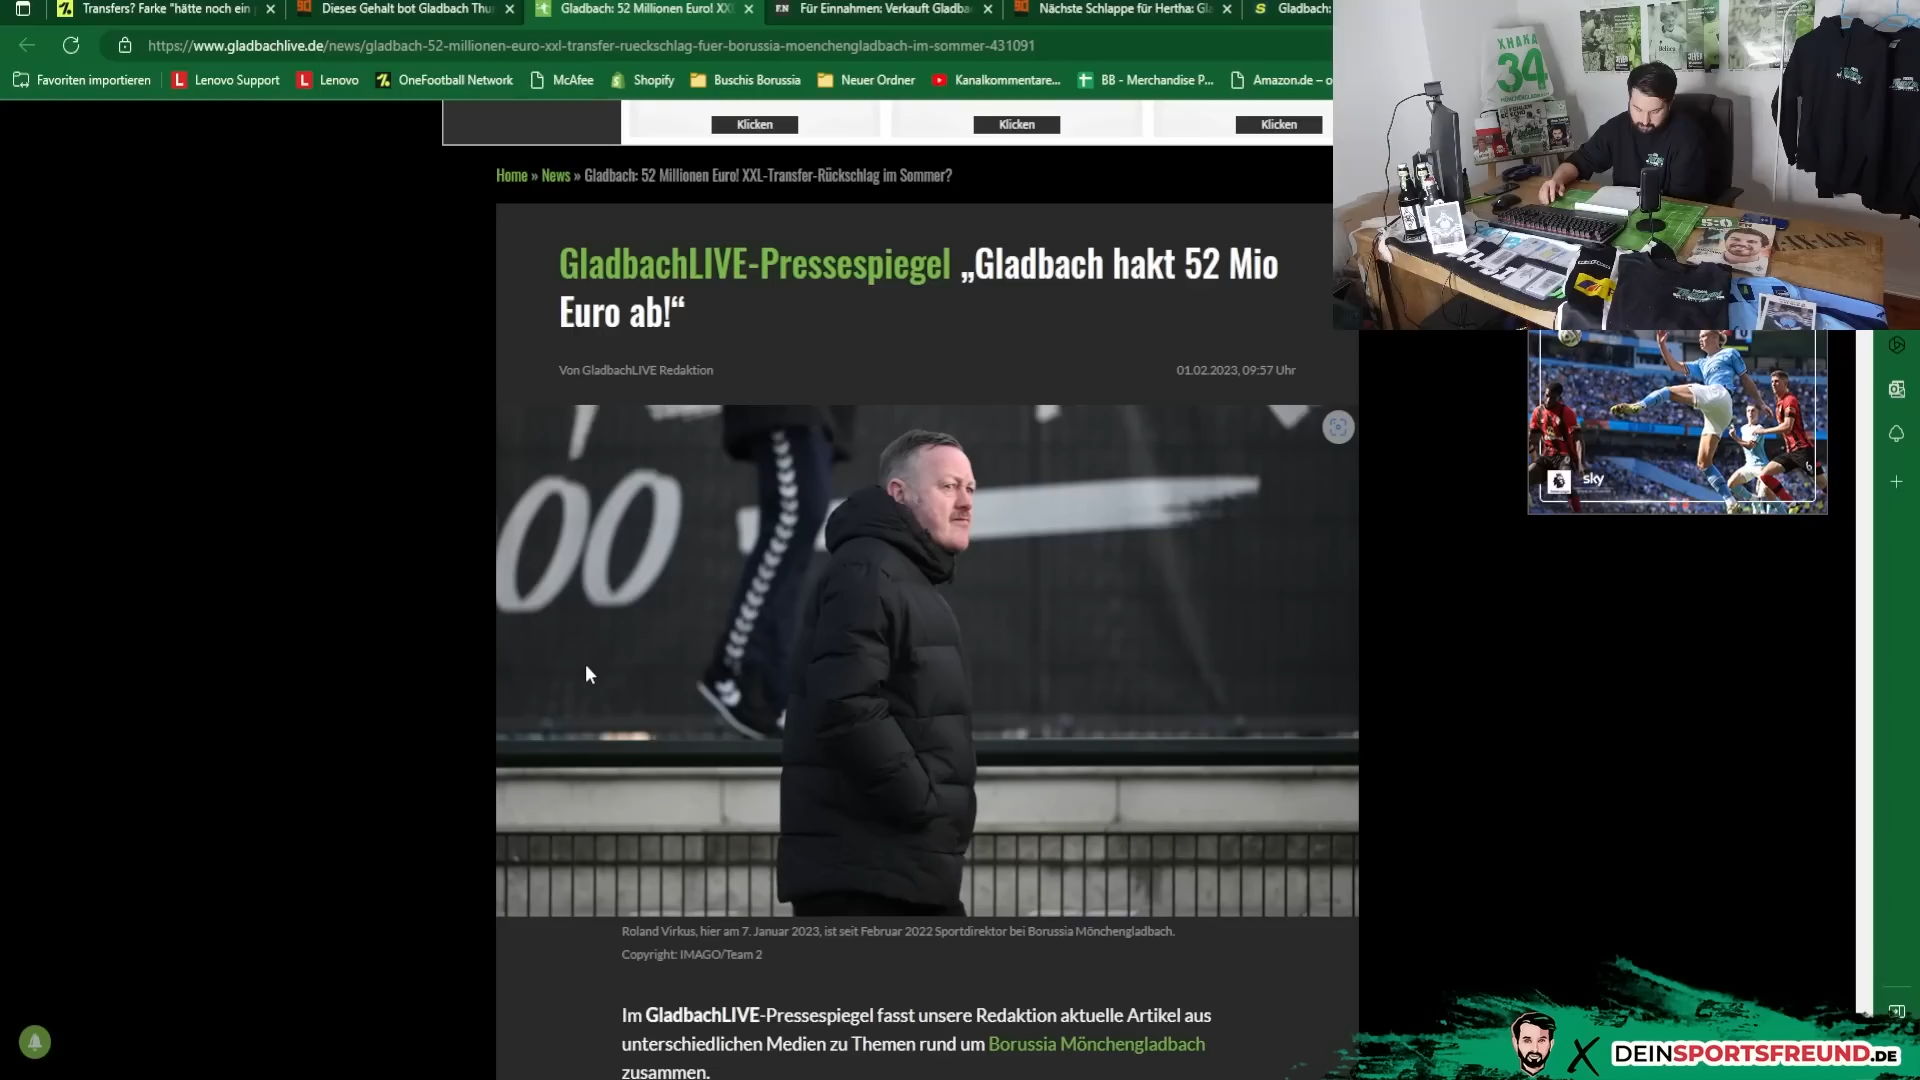 Transfers? Farke "hätte noch ein
Dieses Gehalt bot Gladbach Thu
Gladbach: 52 Millionen Euro! XX
Für Einnahmen: Verkauft Gladba
Nächste Schlappe für Hertha: Gl
Gladbach:
https://www.gladbachlive.de/news/gladbach-52-millionen-euro-xxl-transfer-rueckschlag-fuer-borussia-moenchengladbach-im-sommer-431091
Favoriten importieren
Lenovo Support
Lenovo
OneFootball Network
McAfee
Shopify
Buschis Borussia
Neuer Ordner
Kanalkommentare...
BB - Merchandise P...
Amazon.de – o
Klicken
Klicken
Klicken
Home » News » Gladbach: 52 Millionen Euro! XXL-Transfer-Rückschlag im Sommer?
GladbachLIVE-Pressespiegel „Gladbach hakt 52 Mio
Euro ab!“
Von GladbachLIVE Redaktion
01.02.2023, 09:57 Uhr
00
XHAKA
34
5:0
sky
Roland Virkus, hier am 7. Januar 2023, ist seit Februar 2022 Sportdirektor bei Borussia Mönchengladbach.
Copyright: IMAGO/Team 2
Im GladbachLIVE-Pressespiegel fasst unsere Redaktion aktuelle Artikel aus
unterschiedlichen Medien zu Themen rund um Borussia Mönchengladbach
zusammen.
X DEINSPORTSFREUND.DE